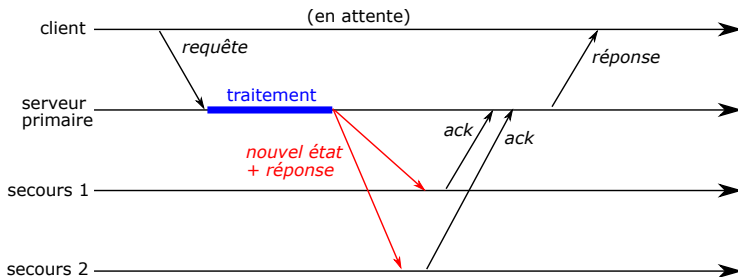 (en attente)
client
requête
réponse
traitement
serveur
primaire
ack
ack
nouvel état
+ réponse
secours 1
secours 2